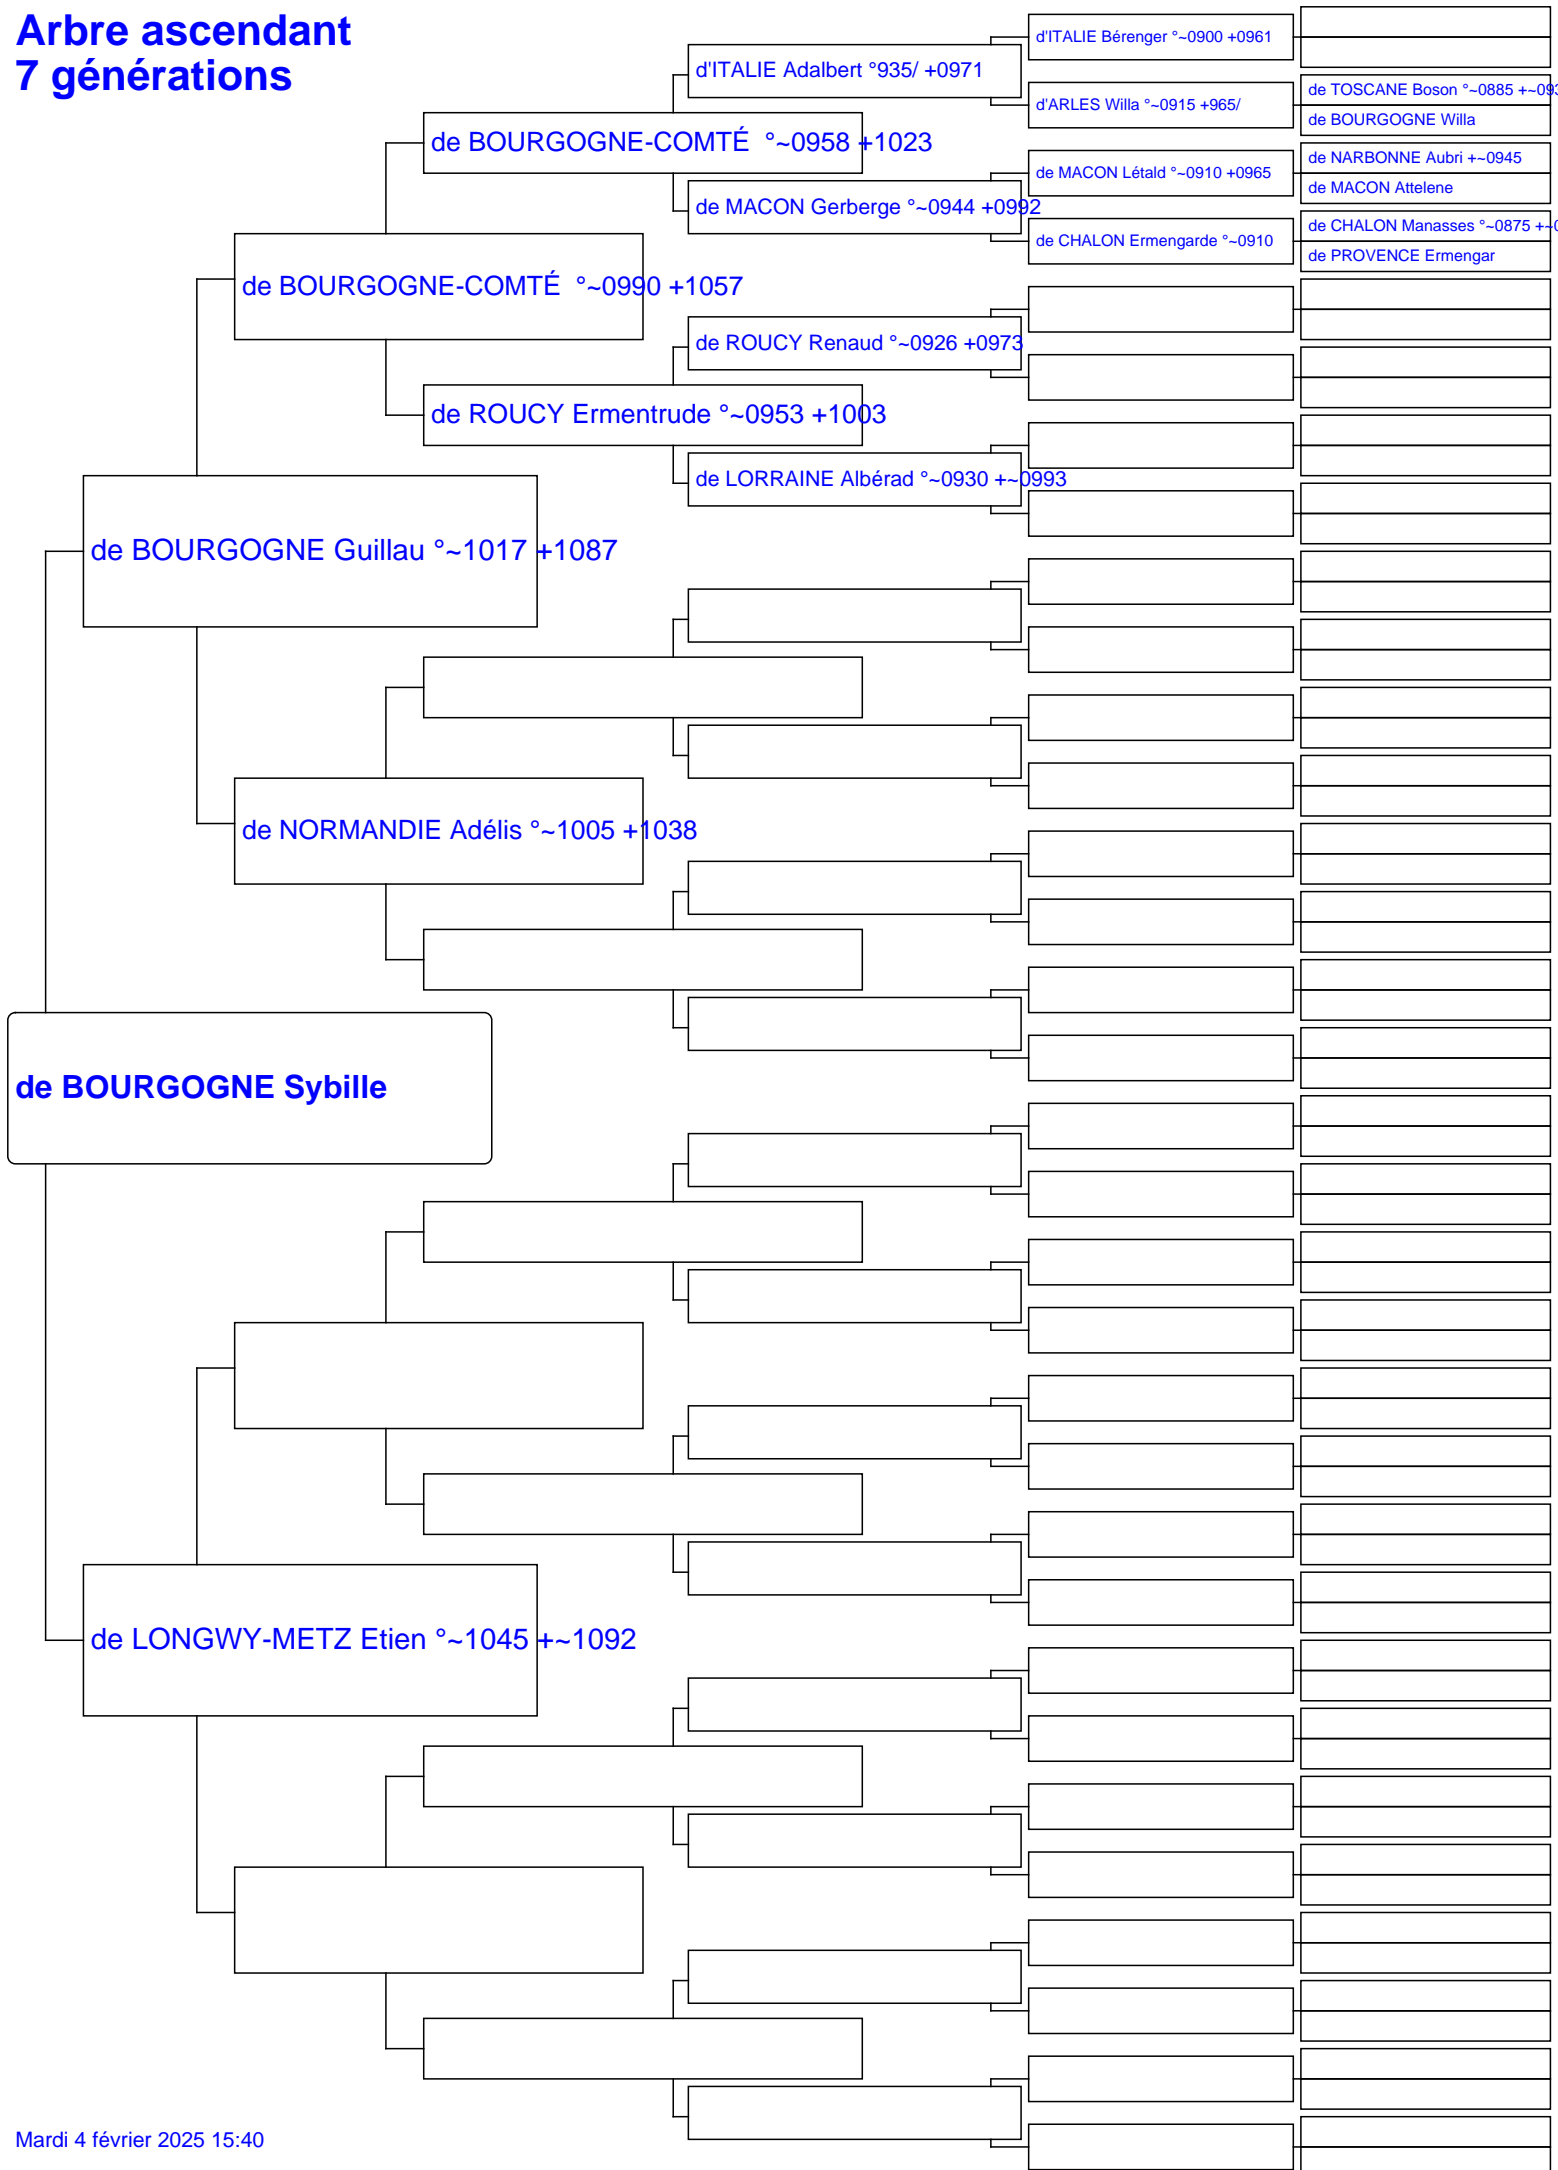 Arbre ascendant
7 générations
d'ITALIE Bérenger °~0900 +0961
d'ITALIE Adalbert °935/ +0971
de TOSCANE Boson °~0885 +~093
d'ARLES Willa °~0915 +965/
de BOURGOGNE Willa
de BOURGOGNE-COMTÉ °~0958 +1023
de NARBONNE Aubri +~0945
de MACON Létald °~0910 +0965
de MACON Attelene
de MACON Gerberge °~0944 +0992
de CHALON Manasses °~0875 +~0
de CHALON Ermengarde °~0910
de PROVENCE Ermengar
de BOURGOGNE-COMTÉ °~0990 +1057
de ROUCY Renaud °~0926 +0973
de ROUCY Ermentrude °~0953 +1003
de LORRAINE Albérad °~0930 +~0993
de BOURGOGNE Guillau °~1017 +1087
de NORMANDIE Adélis °~1005 +1038
de BOURGOGNE Sybille
de LONGWY-METZ Etien °~1045 +~1092
Mardi 4 février 2025 15:40